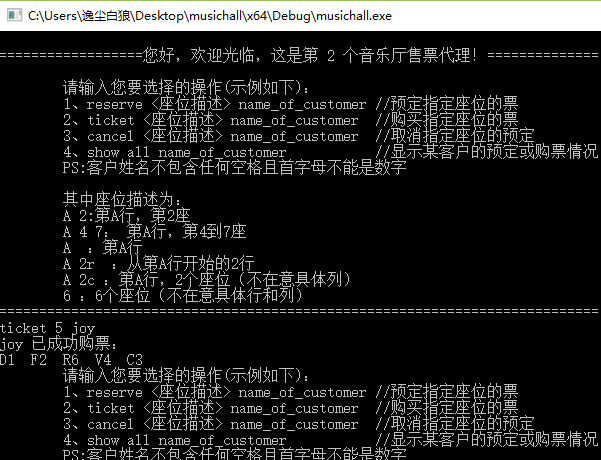 C:\Users\逸尘白狼\Desktop\musichall\x64\Debug\musichall.exe
=================您好，欢迎光临，这是第 2 个音乐厅售票代理！==============
请输入您要选择的操作(示例如下)：
1、reserve <座位描述> name_of_customer //预定指定座位的票
2、ticket <座位描述> name_of_customer  //购买指定座位的票
3、cancel <座位描述> name_of_customer  //取消指定座位的预定
4、show all name_of_customer           //显示某客户的预定或购票情况
PS:客户姓名不包含任何空格且首字母不能是数字
其中座位描述为：
A 2:第A行，第2座
A 4 7： 第A行，第4到7座
A  ：第A行
A 2r  ：从第A行开始的2行
A 2c ：第A行，2个座位（不在意具体列）
6 ：6个座位（不在意具体行和列）
===========================================================================
ticket 5 joy
joy 已成功购票：
D1  F2  R6  V4  C3
请输入您要选择的操作(示例如下)：
1、reserve <座位描述> name_of_customer //预定指定座位的票
2、ticket <座位描述> name_of_customer  //购买指定座位的票
3、cancel <座位描述> name_of_customer  //取消指定座位的预定
4、show all name_of_customer           //显示某客户的预定或购票情况
PS:客户姓名不包含任何空格且首字母不能是数字